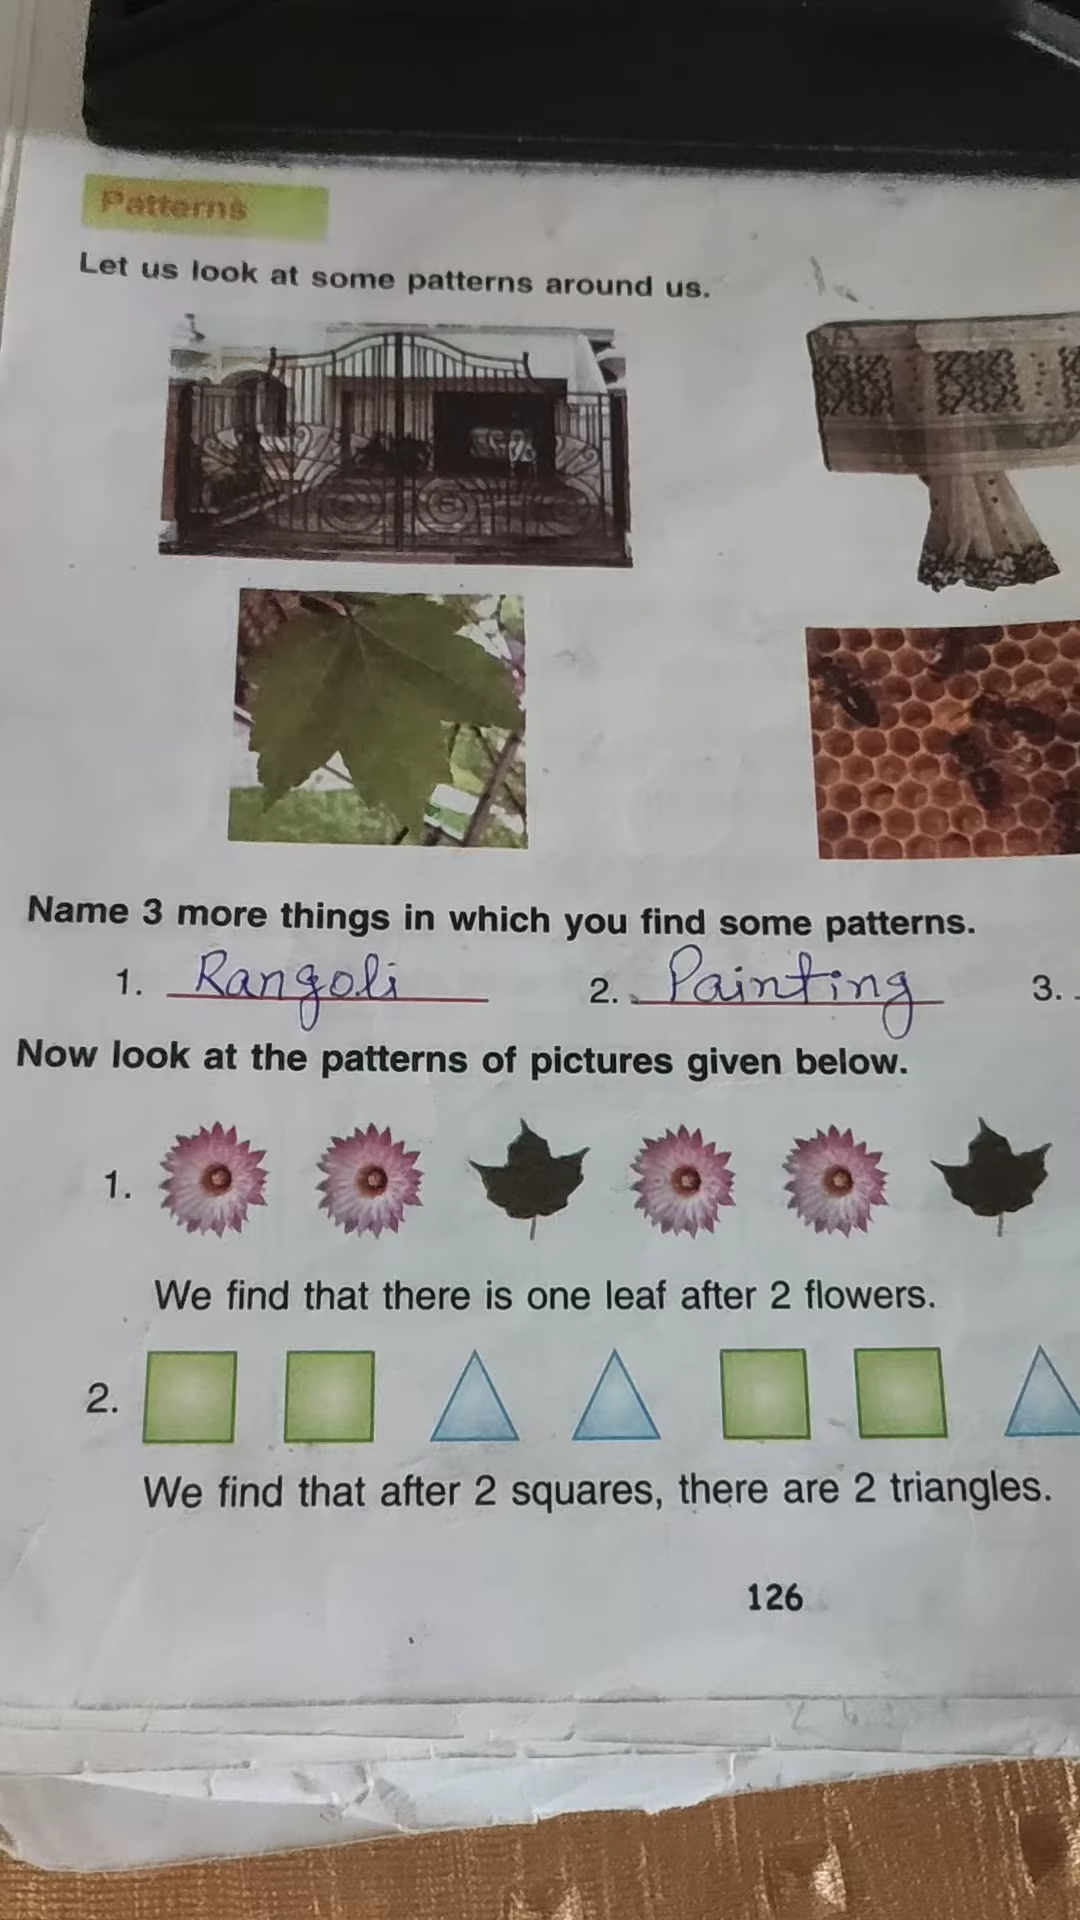 Patterns
Let us look at some patterns around us.
Name 3 more things in which you find some patterns.
1. Rangoli 2. Painting 3.
Now look at the patterns of pictures given below.
1.
We find that there is one leaf after 2 flowers.
2.
We find that after 2 squares, there are 2 triangles.
126